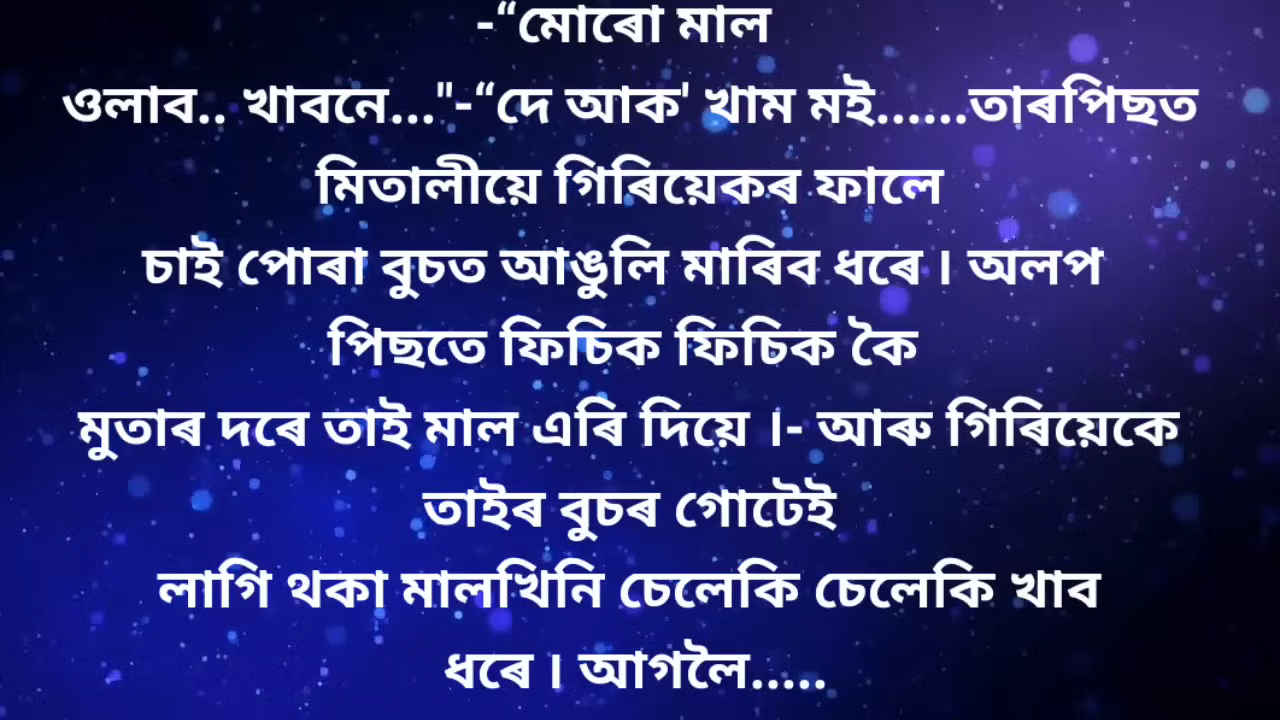 -“মোৰো মাল
ওলাব.. খাবনে..."-“দে আক' খাম মই......তাৰপিছত
মিতালীয়ে গিৰিয়েকৰ ফালে
চাই পোৰা বুচত আঙুলি মাৰিব ধৰে । অলপ
পিছতে ফিচিক ফিচিক কৈ
মুতাৰ দৰে তাই মাল এৰি দিয়ে ।- আৰু গিৰিয়েকে
তাইৰ বুচৰ গোটেই
লাগি থকা মালখিনি চেলেকি চেলেকি খাব
ধৰে । আগলৈ.....